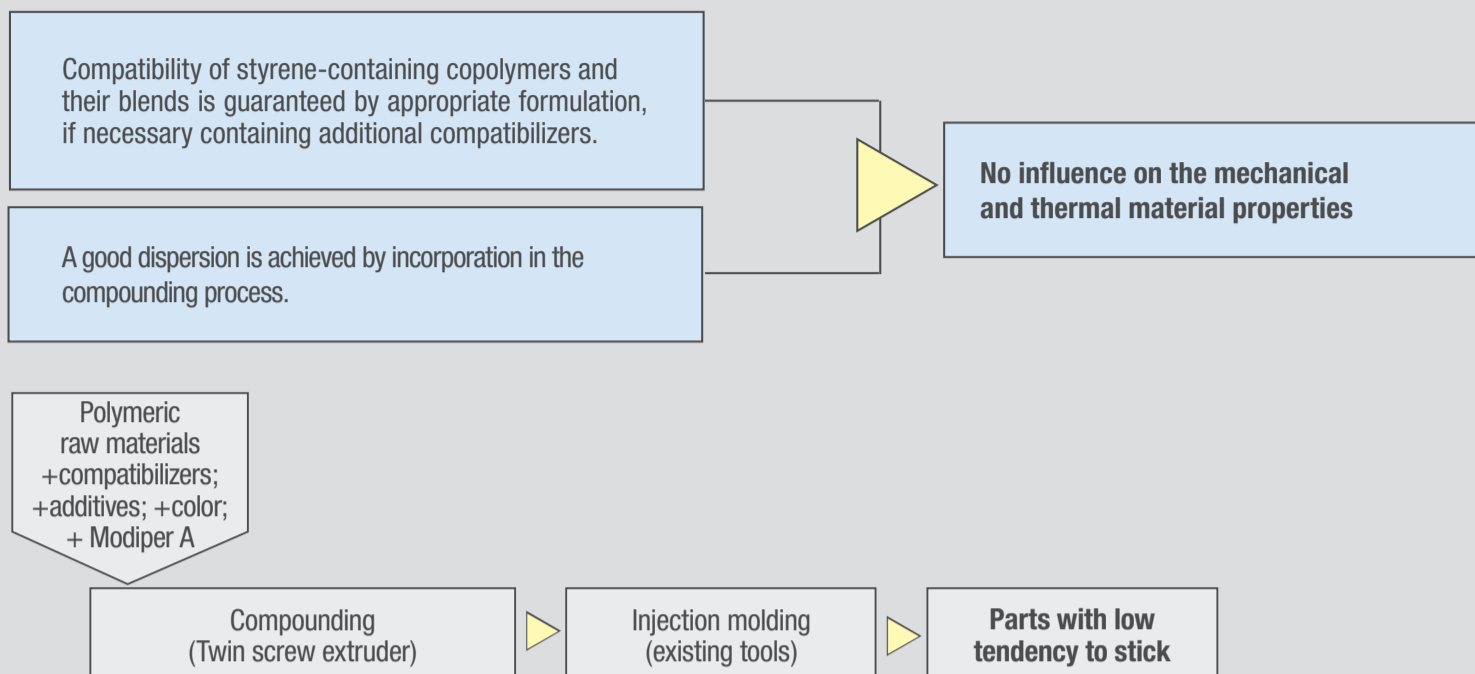 Compatibility of styrene-containing copolymers and
their blends is guaranteed by appropriate formulation,
if necessary containing additional compatibilizers.
A good dispersion is achieved by incorporation in the
compounding process.
No influence on the mechanical
and thermal material properties
Polymeric
raw materials
+compatibilizers;
+additives; +color;
+ Modiper A
Compounding
(Twin screw extruder)
Injection molding
(existing tools)
Parts with low
tendency to stick